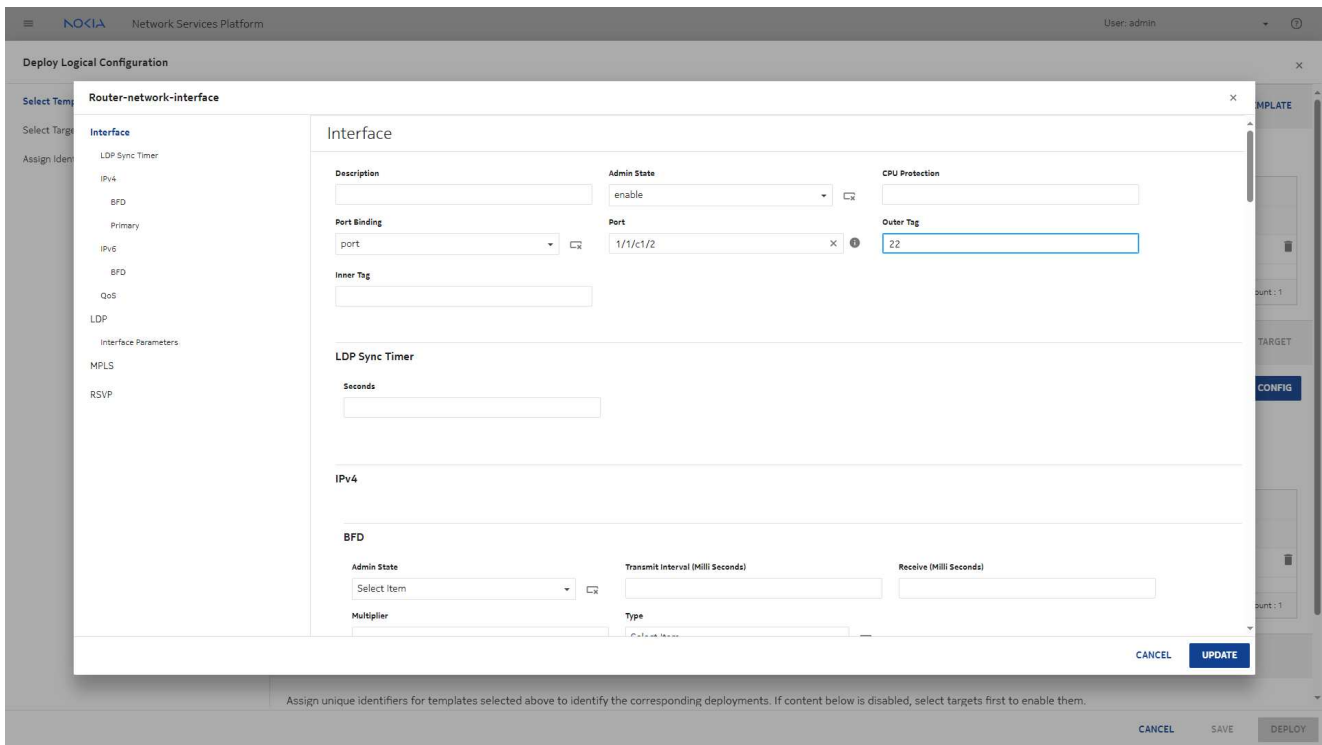 NOKIA Network Services Platform User: admin
Deploy Logical Configuration
Select Temp
Select Targe
Assign Iden
MPLATE
ount : 1
TARGET
CONFIG
ount : 1
Router-network-interface
Interface
LDP Sync Timer
IPv4
BFD
Primary
IPv6
BFD
QoS
LDP
Interface Parameters
MPLS
RSVP
Interface
Description Admin State CPU Protection
enable
Port Binding Port Outer Tag
port 1/1/c1/2 22
Inner Tag
LDP Sync Timer
Seconds
IPv4
BFD
Admin State Transmit Interval (Milli Seconds) Receive (Milli Seconds)
Select Item
Multiplier Type
Select Item
CANCEL UPDATE
Assign unique identifiers for templates selected above to identify the corresponding deployments. If content below is disabled, select targets first to enable them.
CANCEL SAVE DEPLOY